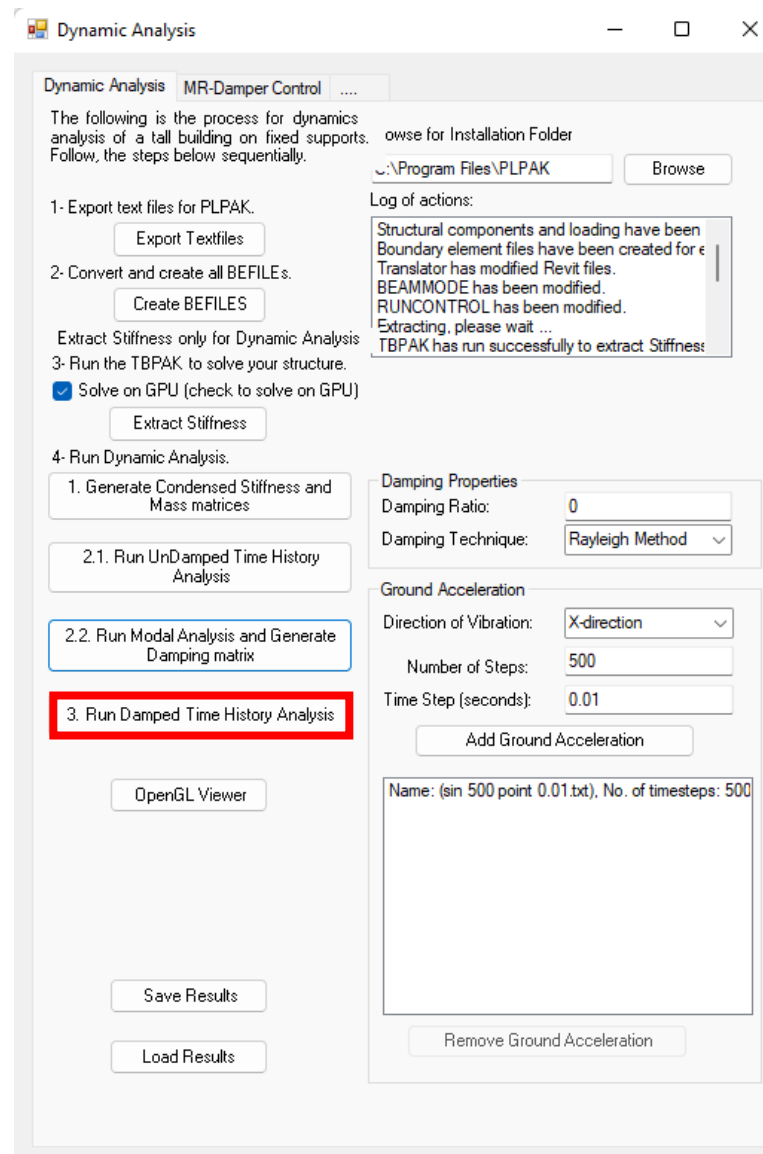 Dynamic Analysis
Dynamic Analysis MR-Damper Control ....
The following is the process for dynamics
analysis of a tall building on fixed supports.
Follow, the steps below sequentially.
owse for Installation Folder
:\Program Files\PLPAK Browse
1- Export text files for PLPAK.
Export Textfiles
2- Convert and create all BEFILEs.
Create BEFILES
Extract Stiffness only for Dynamic Analysis
3- Run the TBPAK to solve your structure.
Solve on GPU (check to solve on GPU)
Extract Stiffness
4- Run Dynamic Analysis.
1. Generate Condensed Stiffness and
Mass matrices
2.1. Run UnDamped Time History
Analysis
2.2. Run Modal Analysis and Generate
Damping matrix
3. Run Damped Time History Analysis
OpenGL Viewer
Save Results
Load Results
Log of actions:
Structural components and loading have been
Boundary element files have been created for e
Translator has modified Revit files.
BEAMMODE has been modified.
RUNCONTROL has been modified.
Extracting, please wait ...
TBPAK has run successfully to extract Stiffness
Damping Properties
Damping Ratio: 0
Damping Technique: Rayleigh Method
Ground Acceleration
Direction of Vibration: X-direction
Number of Steps: 500
Time Step (seconds): 0.01
Add Ground Acceleration
Name: (sin 500 point 0.01.txt), No. of timesteps: 500
Remove Ground Acceleration